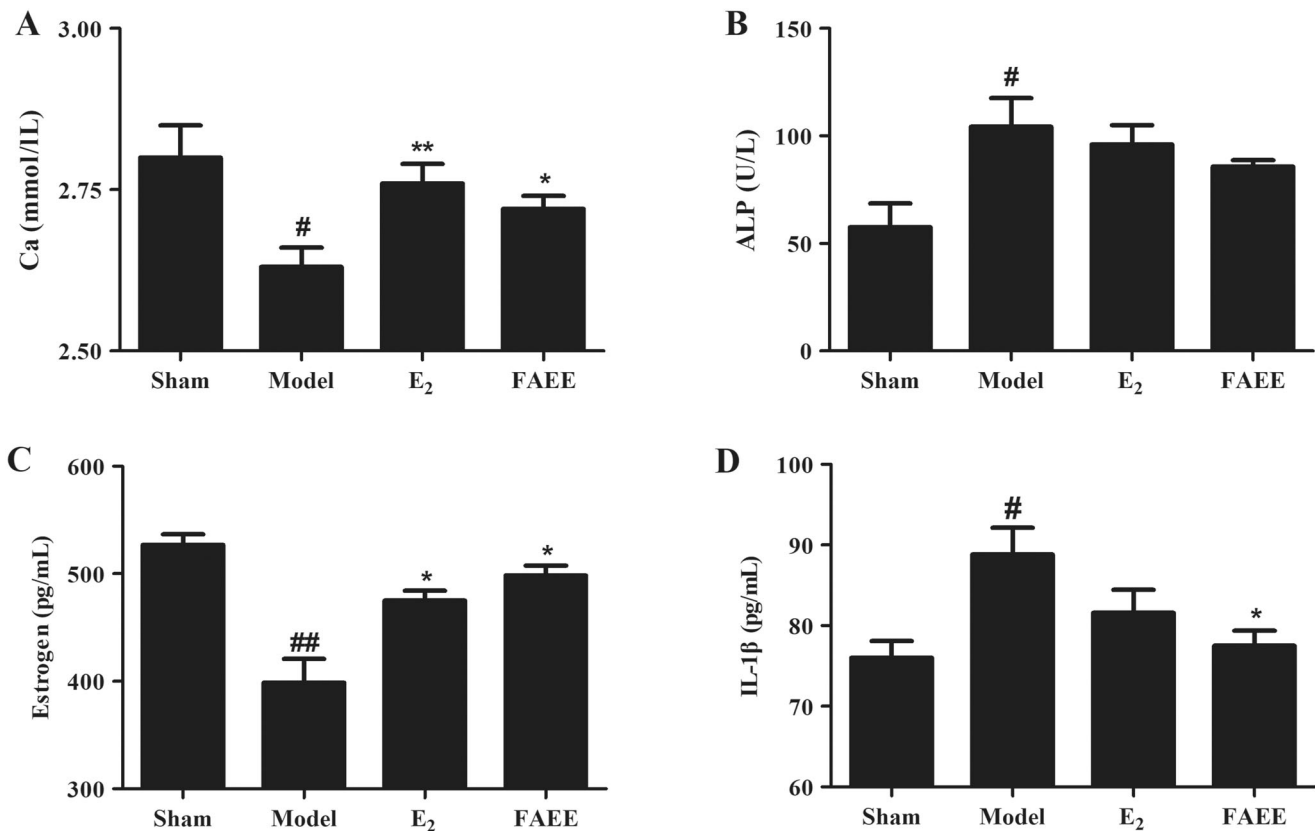 A
Ca (mmol/lL)
3.00
2.75
2.50
#
**
*
Sham Model E₂ FAEE
B
ALP (U/L)
150
100
50
0
#
Sham Model E₂ FAEE
C
Estrogen (pg/mL)
600
500
400
300
##
*
*
Sham Model E₂ FAEE
D
IL-1β (pg/mL)
100
90
80
70
60
#
*
Sham Model E₂ FAEE